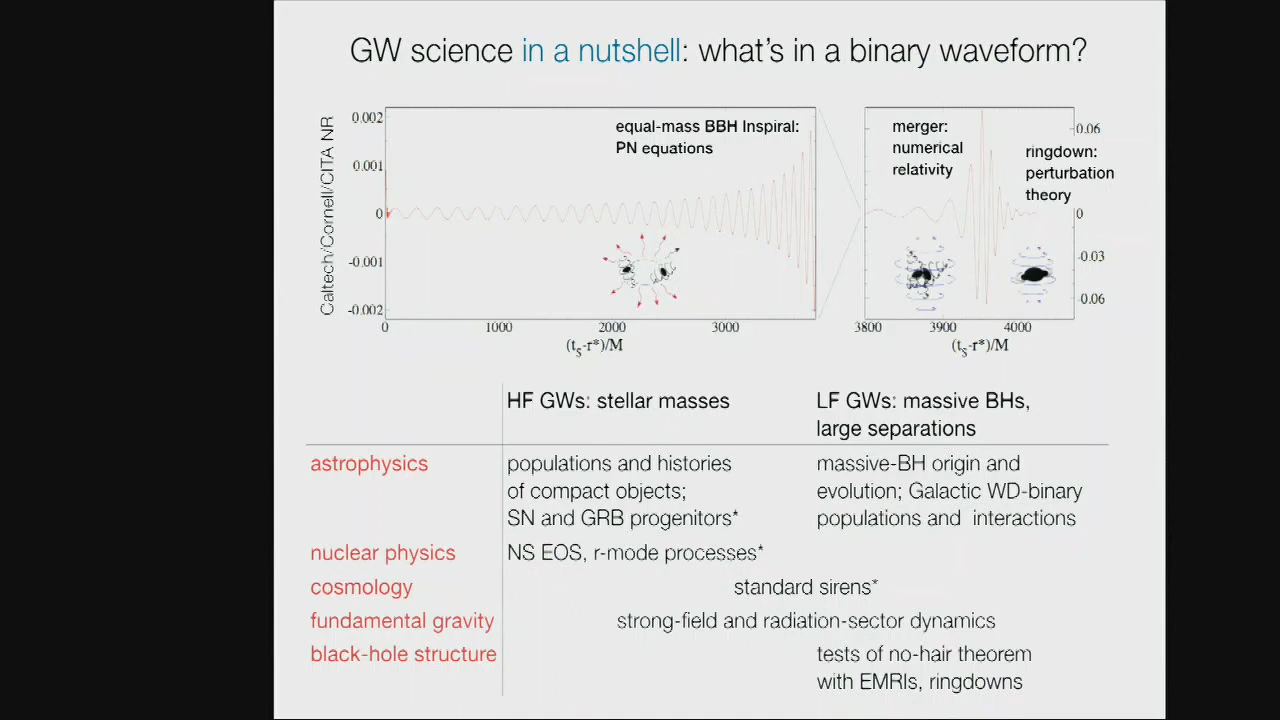 GW science in a nutshell: what's in a binary waveform?
Caltech/Cornell/CITA NR
0.002
0.001
0
-0.001
-0.002
equal-mass BBH Inspiral:
PN equations
0
1000
2000
3000
(t_S-r*)/M
merger:
numerical
relativity
ringdown:
perturbation
theory
0.06
0
-0.03
-0.06
3800
3900
4000
(t_S-r*)/M
HF GWs: stellar masses
LF GWs: massive BHs,
large separations
astrophysics
populations and histories
of compact objects;
SN and GRB progenitors*
massive-BH origin and
evolution; Galactic WD-binary
populations and interactions
nuclear physics
NS EOS, r-mode processes*
cosmology
standard sirens*
fundamental gravity
strong-field and radiation-sector dynamics
black-hole structure
tests of no-hair theorem
with EMRIs, ringdowns